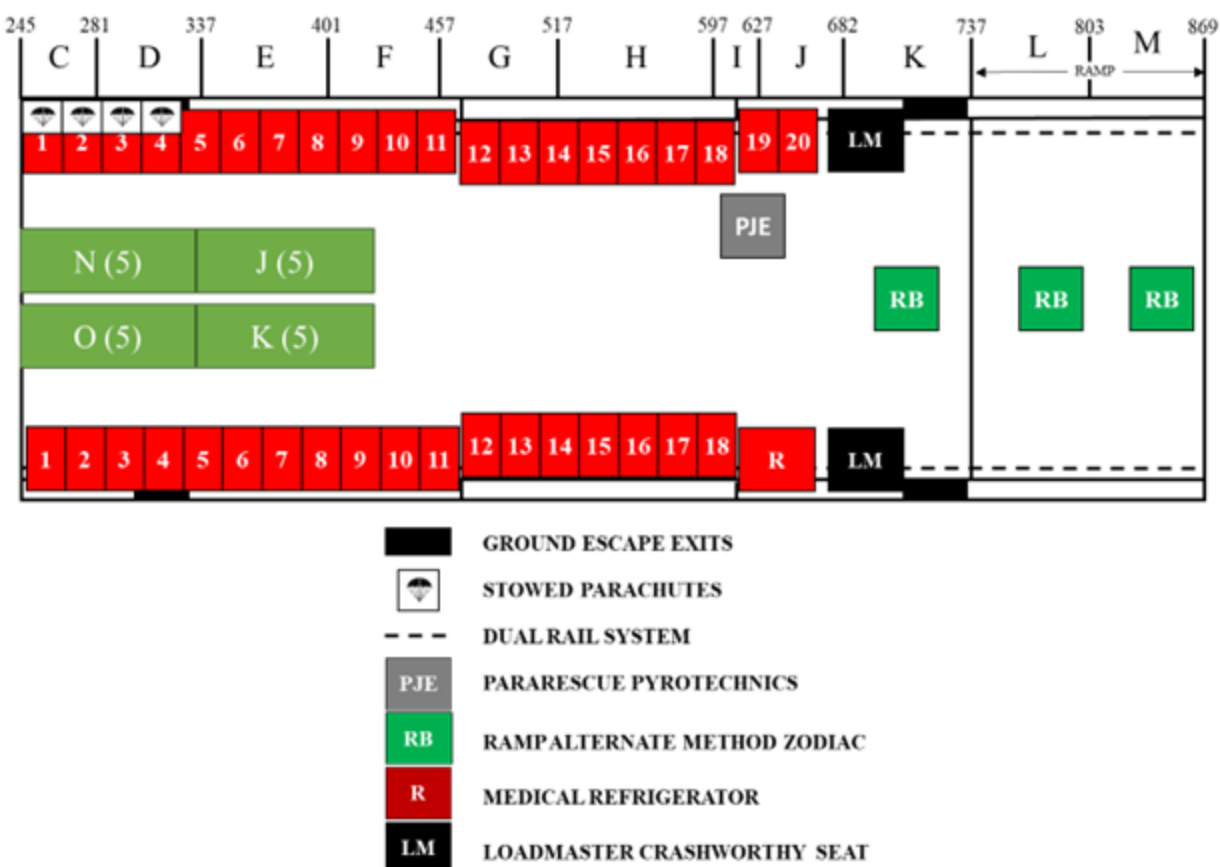 245 281 337 401 457 517 597 627 682 737 803 869
C D E F G H I J K L M
RAMP
1 2 3 4 5 6 7 8 9 10 11 12 13 14 15 16 17 18 19 20 LM
PJE
N (5) J (5)
RB RB RB
O (5) K (5)
1 2 3 4 5 6 7 8 9 10 11 12 13 14 15 16 17 18 R LM
GROUND ESCAPE EXITS
STOWED PARACHUTES
DUAL RAIL SYSTEM
PJE PARARESCUE PYROTECHNICS
RB RAMP ALTERNATE METHOD ZODIAC
R MEDICAL REFRIGERATOR
LM LOADMASTER CRASHWORTHY SEAT